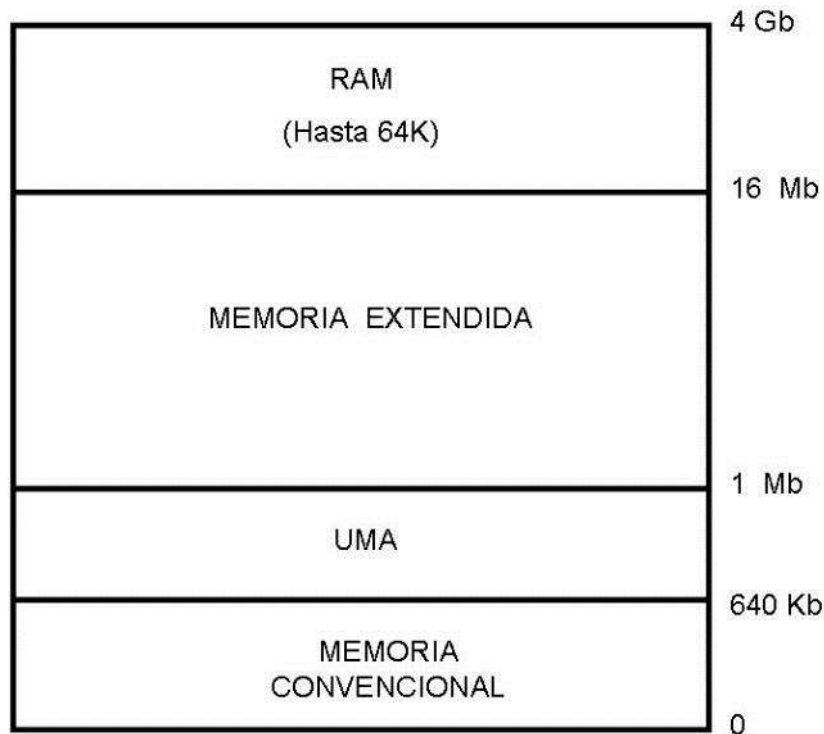 4 Gb
RAM
(Hasta 64K)
16 Mb
MEMORIA EXTENDIDA
1 Mb
UMA
640 Kb
MEMORIA
CONVENCIONAL
0